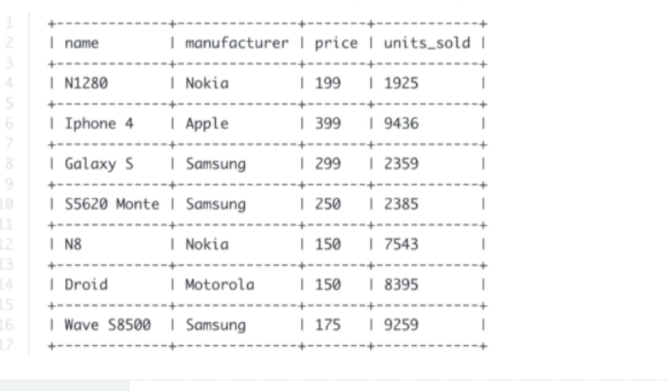 1 +-------------+--------------+-------+------------+
2 | name | manufacturer | price | units_sold |
3 +-------------+--------------+-------+------------+
4 | N1280 | Nokia | 199 | 1925 |
5 +-------------+--------------+-------+------------+
6 | Iphone 4 | Apple | 399 | 9436 |
7 +-------------+--------------+-------+------------+
8 | Galaxy S | Samsung | 299 | 2359 |
9 +-------------+--------------+-------+------------+
10 | S5620 Monte | Samsung | 250 | 2385 |
11 +-------------+--------------+-------+------------+
12 | N8 | Nokia | 150 | 7543 |
13 +-------------+--------------+-------+------------+
14 | Droid | Motorola | 150 | 8395 |
15 +-------------+--------------+-------+------------+
16 | Wave S8500 | Samsung | 175 | 9259 |
17 +-------------+--------------+-------+------------+